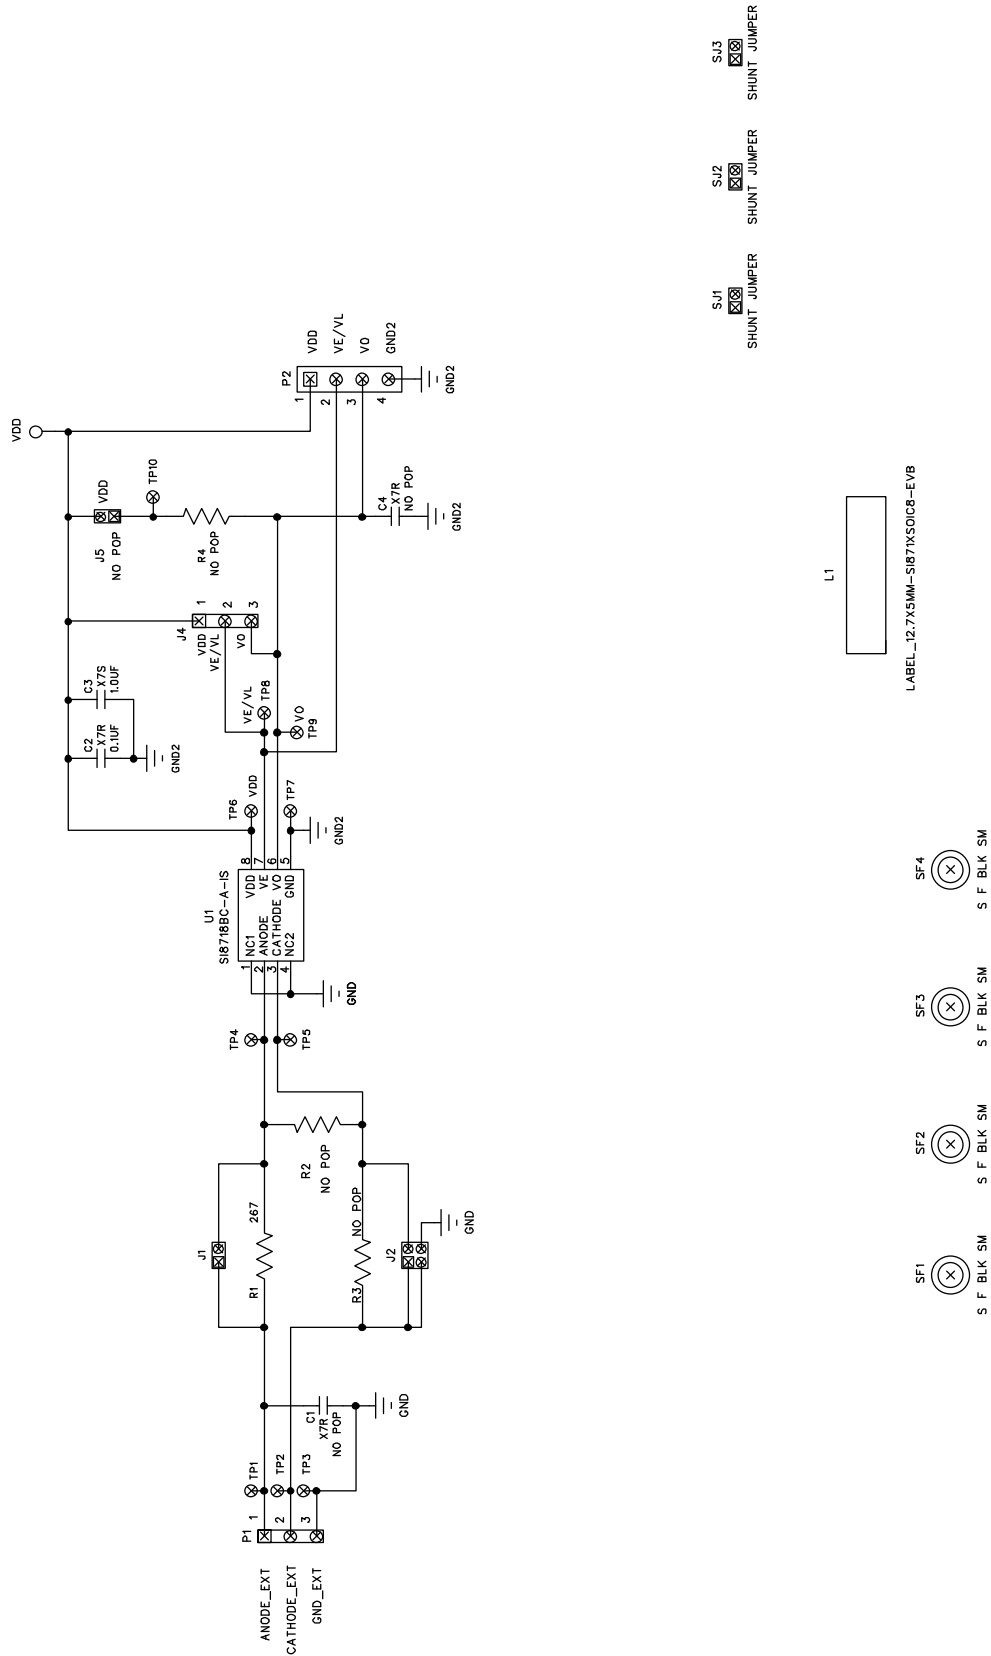 VDD
J5
NO POP
VDD
TP10
R4
NO POP
C3
X7S
1.0UF
C2
X7R
0.1UF
GND2
J4
1
2
3
VDD
VE/VL
VO
VE/VL
TP8
VO
TP9
P2
1
2
3
4
VDD
VE/VL
VO
GND2
GND2
C4
X7R
NO POP
GND2
TP6
VDD
TP7
GND2
U1
SI8718BC-A-IS
1
2
3
4
NC1
ANODE
CATHODE
NC2
VDD
VE
VO
GND
8
7
6
5
GND
TP4
TP5
R2
NO POP
J1
R1
267
R3
NO POP
J2
GND
C1
X7R
NO POP
GND
TP1
TP2
TP3
P1
1
2
3
ANODE_EXT
CATHODE_EXT
GND_EXT
SJ1
SHUNT JUMPER
SJ2
SHUNT JUMPER
SJ3
SHUNT JUMPER
L1
LABEL_12.7X5MM-SI871XSOIC8-EVB
SF1
S F BLK SM
SF2
S F BLK SM
SF3
S F BLK SM
SF4
S F BLK SM